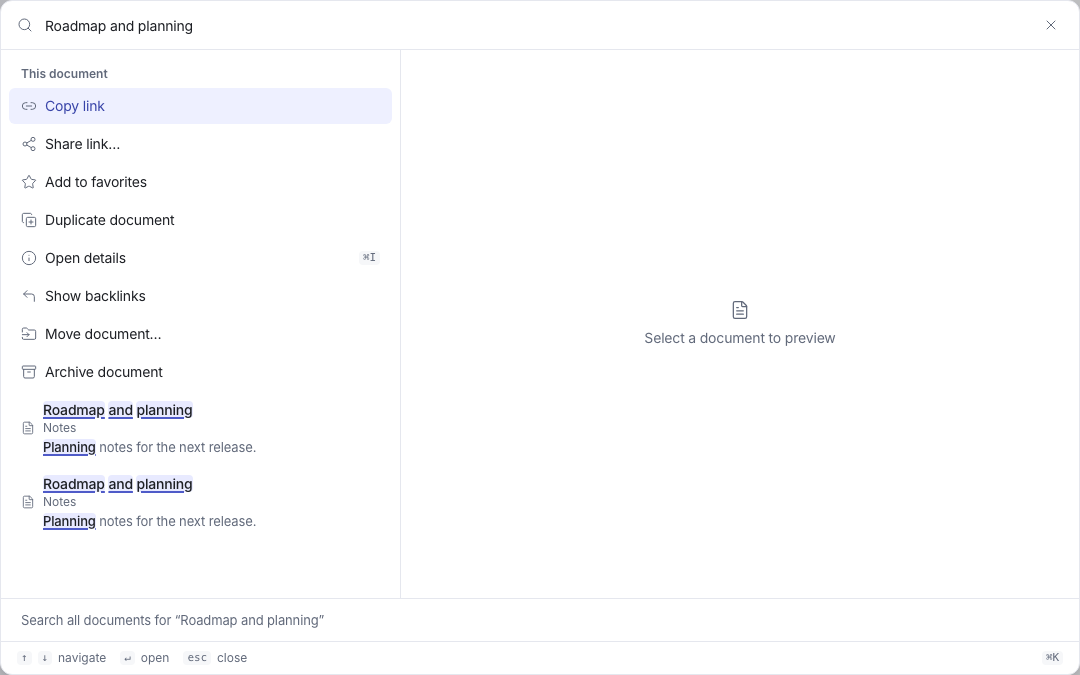 Roadmap and planning
This document
Copy link
Share link...
Add to favorites
Duplicate document
Open details ⌘I
Show backlinks
Move document...
Archive document
Roadmap and planning
Notes
Planning notes for the next release.
Roadmap and planning
Notes
Planning notes for the next release.
Select a document to preview
Search all documents for “Roadmap and planning”
↑ ↓ navigate ↵ open esc close ⌘K